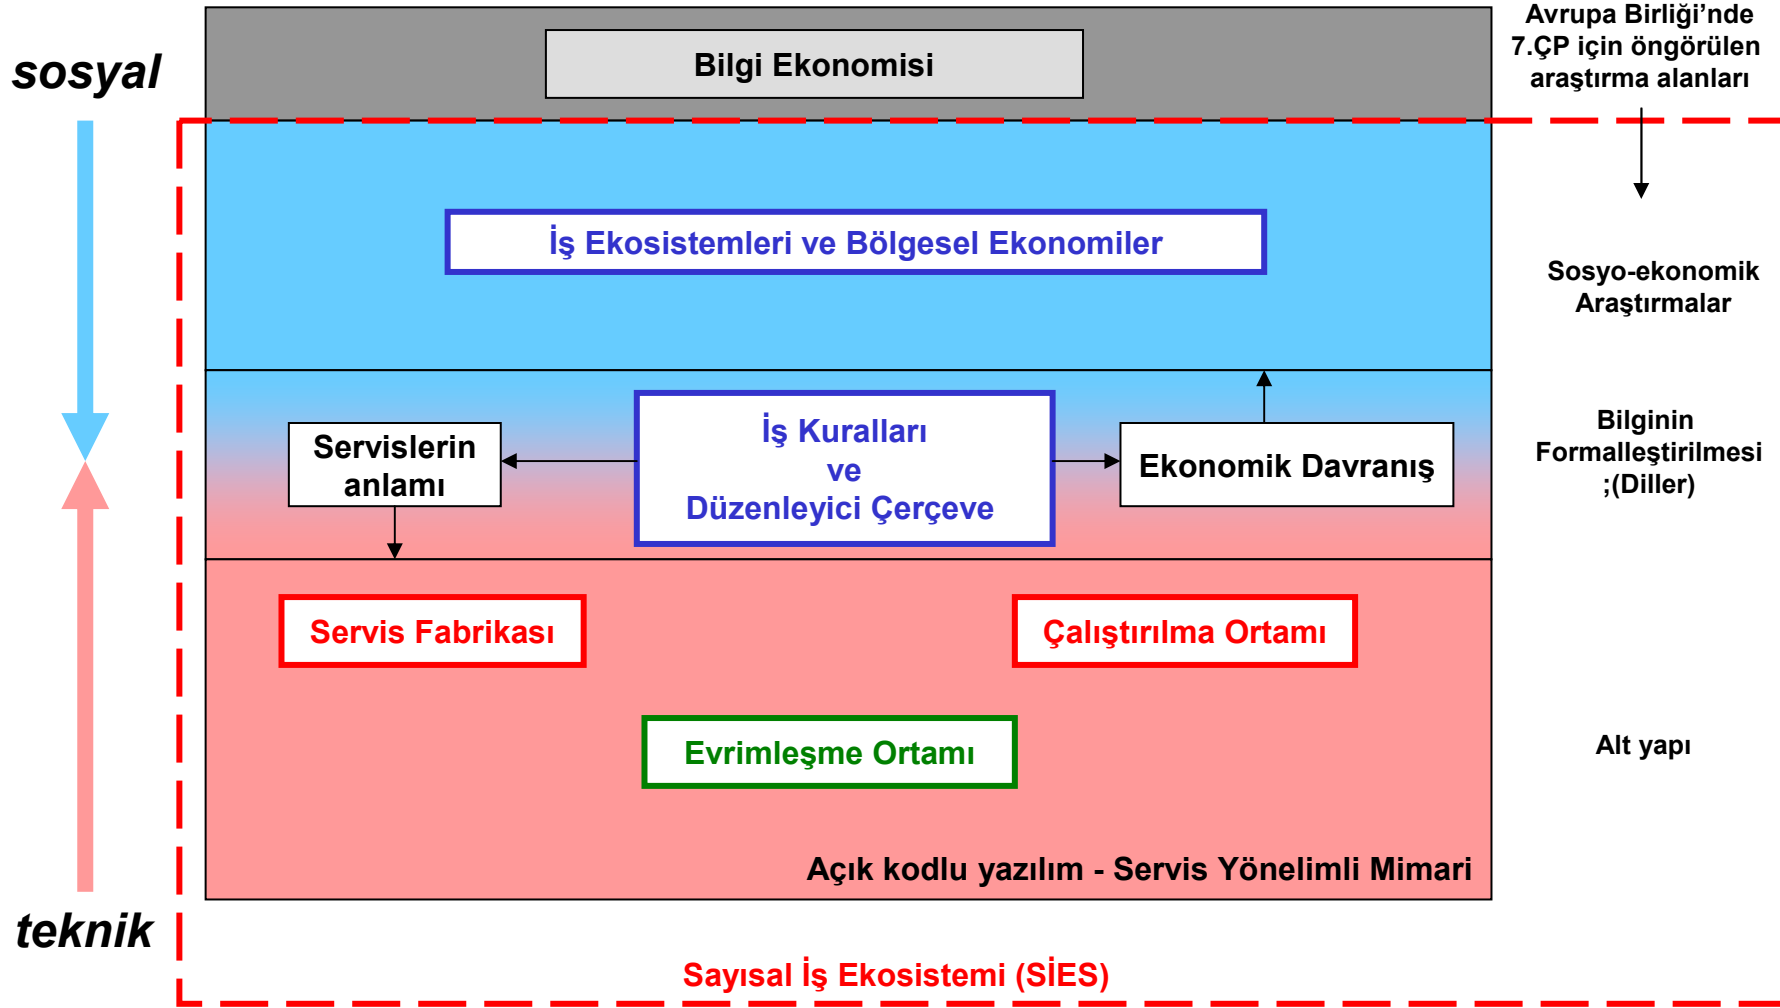 Avrupa Birliği’nde
7.ÇP için öngörülen
araştırma alanları
sosyal
Bilgi Ekonomisi
İş Ekosistemleri ve Bölgesel Ekonomiler
Sosyo-ekonomik
Araştırmalar
Servislerin
anlamı
İş Kuralları
ve
Düzenleyici Çerçeve
Ekonomik Davranış
Bilginin
Formalleştirilmesi
;(Diller)
Servis Fabrikası
Çalıştırılma Ortamı
Evrimleşme Ortamı
Alt yapı
Açık kodlu yazılım - Servis Yönelimli Mimari
teknik
Sayısal İş Ekosistemi (SİES)